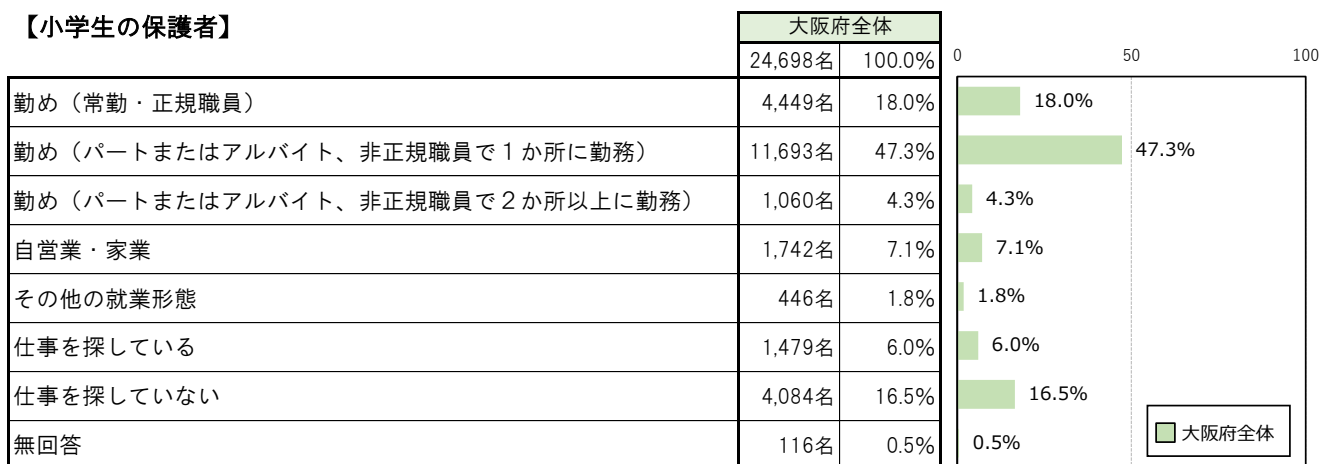 【小学生の保護者】
大阪府全体
24,698名 100.0%
0 50 100
勤め（常勤・正規職員） 4,449名 18.0% 18.0%
勤め（パートまたはアルバイト、非正規職員で１か所に勤務） 11,693名 47.3% 47.3%
勤め（パートまたはアルバイト、非正規職員で２か所以上に勤務） 1,060名 4.3% 4.3%
自営業・家業 1,742名 7.1% 7.1%
その他の就業形態 446名 1.8% 1.8%
仕事を探している 1,479名 6.0% 6.0%
仕事を探していない 4,084名 16.5% 16.5%
大阪府全体
無回答 116名 0.5% 0.5%